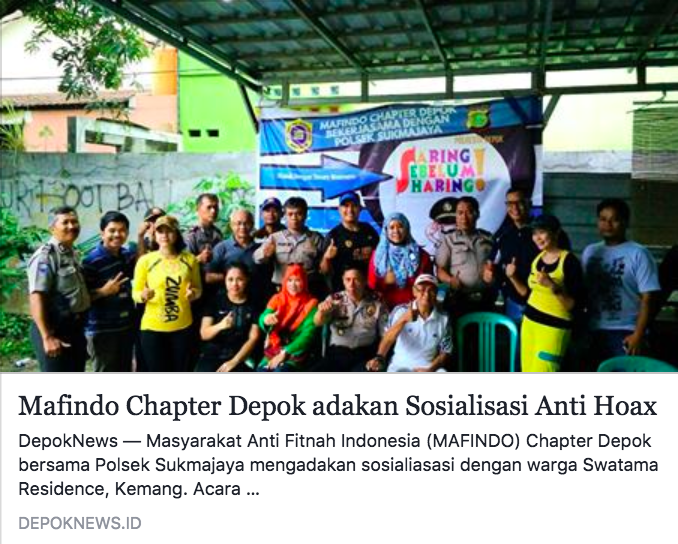 MAFINDO CHAPTER DEPOK
BEKERJASAMA DENGAN
POLSEK SUKMAJAYA
SARING
SEBELUM
SHARING!
ZUMBA
Mafindo Chapter Depok adakan Sosialisasi Anti Hoax
DepokNews — Masyarakat Anti Fitnah Indonesia (MAFINDO) Chapter Depok
bersama Polsek Sukmajaya mengadakan sosialiasasi dengan warga Swatama
Residence, Kemang. Acara ...
DEPOKNEWS.ID